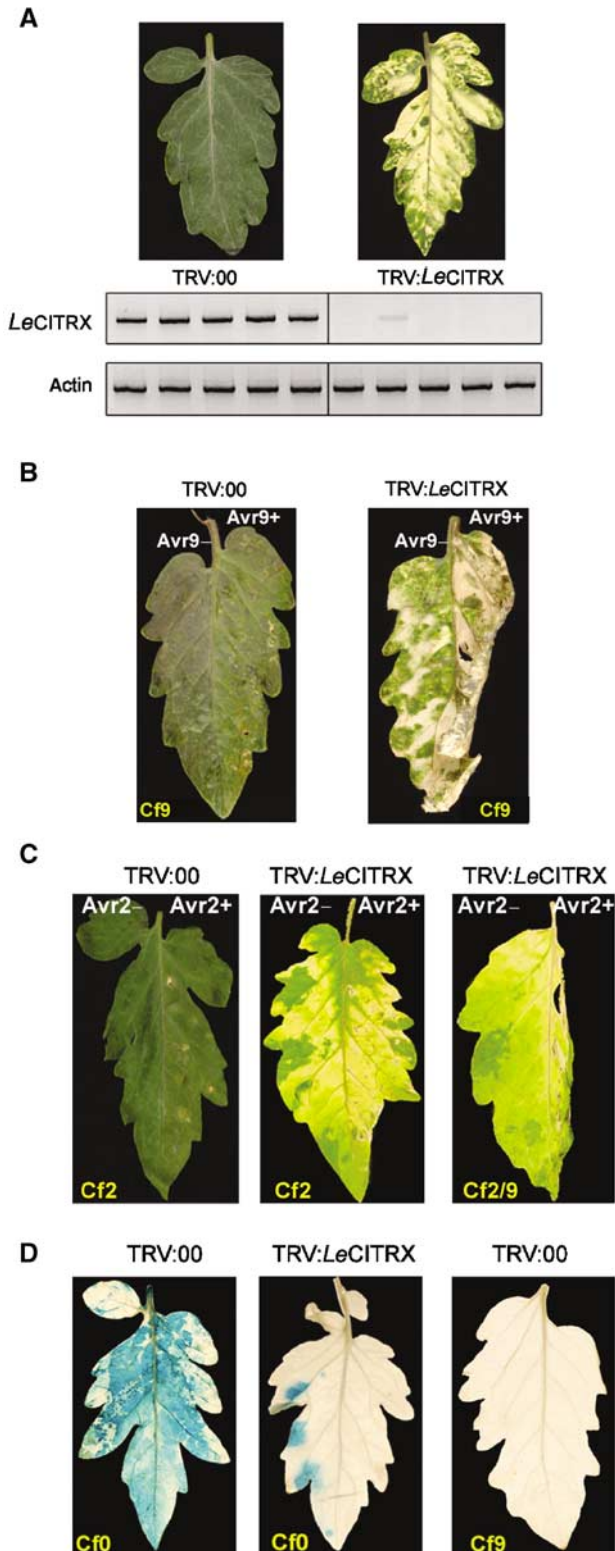 A
TRV:00 TRV:LeCITRX
LeCITRX
Actin
B
TRV:00 TRV:LeCITRX
Avr9– Avr9+ Avr9– Avr9+
Cf9 Cf9
C
TRV:00 TRV:LeCITRX TRV:LeCITRX
Avr2– Avr2+ Avr2– Avr2+ Avr2– Avr2+
Cf2 Cf2 Cf2/9
D
TRV:00 TRV:LeCITRX TRV:00
Cf0 Cf0 Cf9